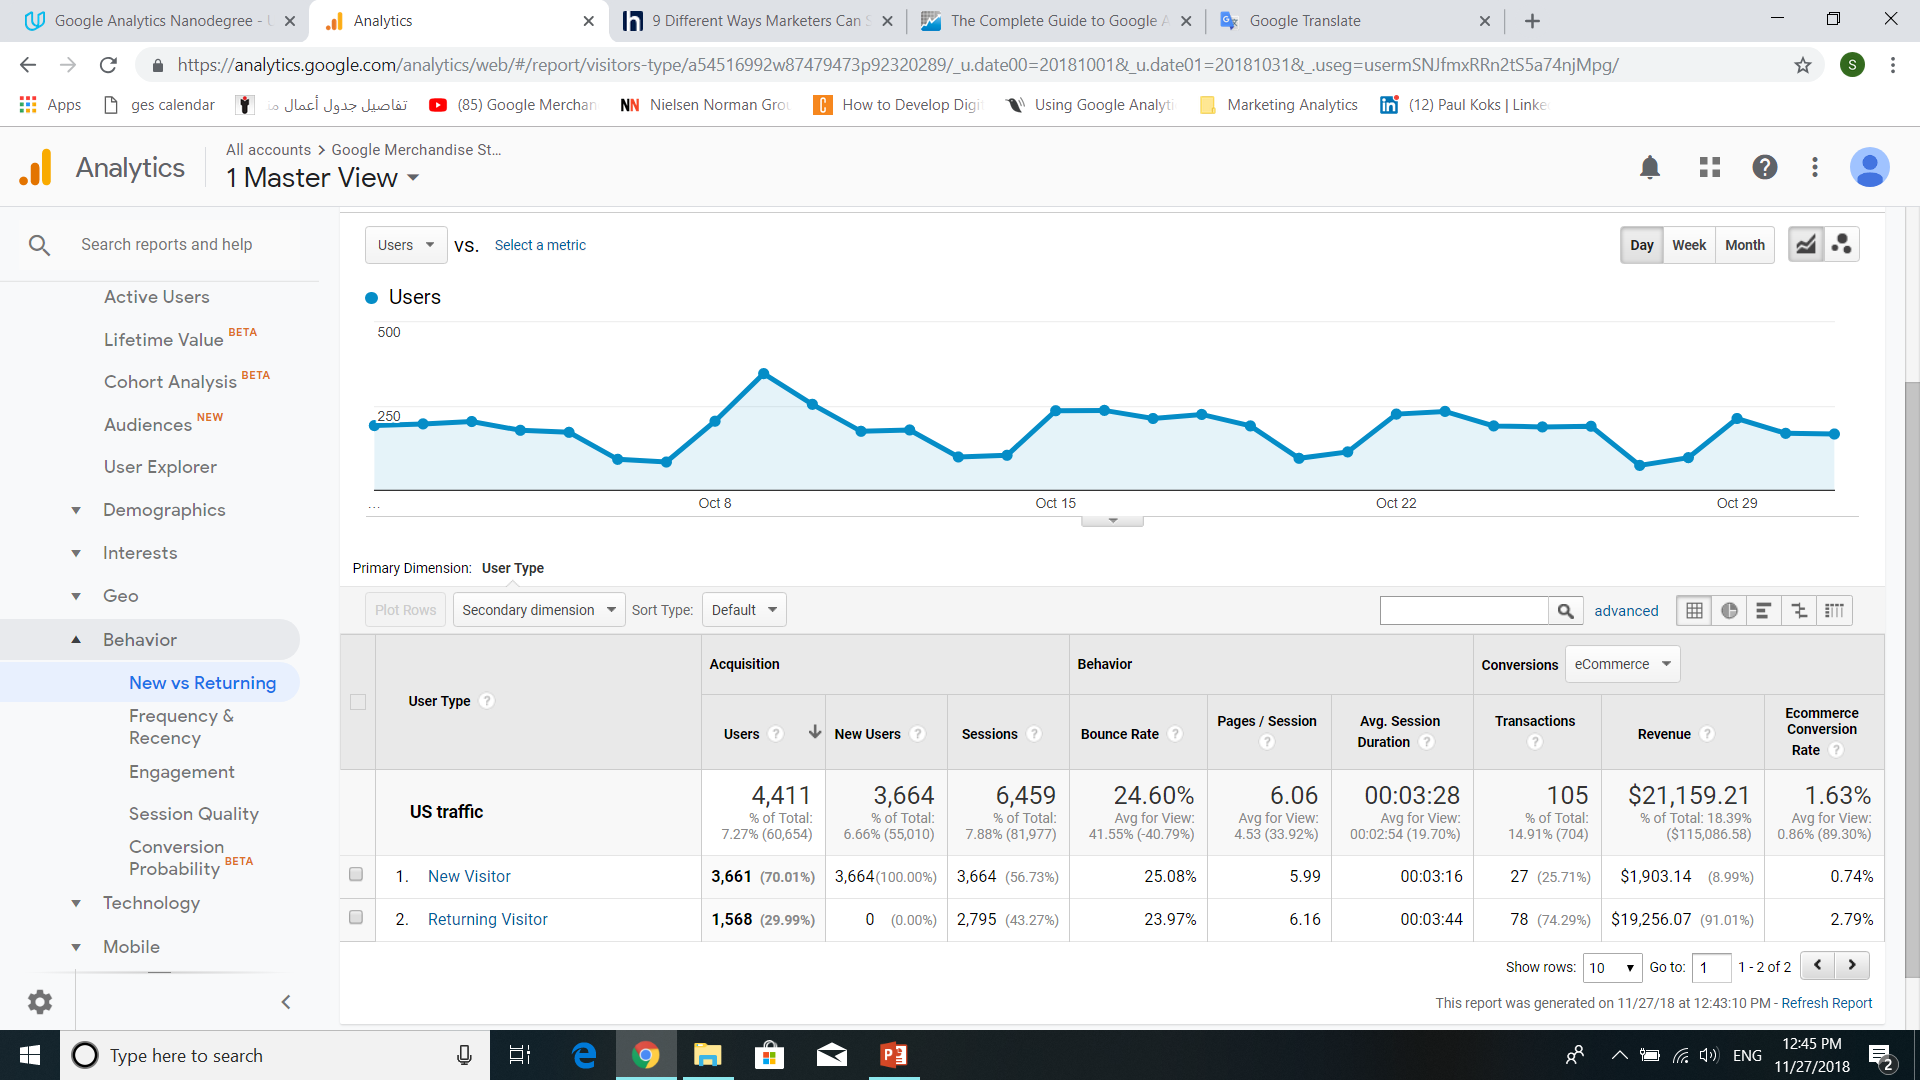 Google Analytics Nanodegree - U
Analytics
9 Different Ways Marketers Can S
The Complete Guide to Google A
Google Translate
https://analytics.google.com/analytics/web/#/report/visitors-type/a54516992w87479473p92320289/_u.date00=20181001&_u.date01=20181031&_.useg=usermSNJfmxRRn2tS5a74njMpg/
S
Apps
ges calendar
تفاصيل جدول أعمال
(85) Google Merchan
NN
Nielsen Norman Gro
How to Develop Digi
Using Google Analyti
Marketing Analytics
(12) Paul Koks | Linke
Analytics
All accounts > Google Merchandise St...
1 Master View
Search reports and help
Active Users
Lifetime Value BETA
Cohort Analysis BETA
Audiences NEW
User Explorer
Demographics
Interests
Geo
Behavior
New vs Returning
Frequency &
Recency
Engagement
Session Quality
Conversion
Probability BETA
Technology
Mobile
Users
VS.
Select a metric
Day
Week
Month
Users
500
250
...
Oct 8
Oct 15
Oct 22
Oct 29
Primary Dimension: User Type
Plot Rows
Secondary dimension
Sort Type:
Default
advanced
User Type
Acquisition
Behavior
Conversions eCommerce
Users
New Users
Sessions
Bounce Rate
Pages / Session
Avg. Session
Duration
Transactions
Revenue
Ecommerce
Conversion
Rate
US traffic
4,411
% of Total:
7.27% (60,654)
3,664
% of Total:
6.66% (55,010)
6,459
% of Total:
7.88% (81,977)
24.60%
Avg for View:
41.55% (-40.79%)
6.06
Avg for View:
4.53 (33.92%)
00:03:28
Avg for View:
00:02:54 (19.70%)
105
% of Total:
14.91% (704)
$21,159.21
% of Total: 18.39%
($115,086.58)
1.63%
Avg for View:
0.86% (89.30%)
1. New Visitor 3,661 (70.01%) 3,664 (100.00%) 3,664 (56.73%) 25.08% 5.99 00:03:16 27 (25.71%) $1,903.14 (8.99%) 0.74%
2. Returning Visitor 1,568 (29.99%) 0 (0.00%) 2,795 (43.27%) 23.97% 6.16 00:03:44 78 (74.29%) $19,256.07 (91.01%) 2.79%
Show rows: 10 Go to: 1 1 - 2 of 2
This report was generated on 11/27/18 at 12:43:10 PM - Refresh Report
Type here to search
ENG
12:45 PM
11/27/2018
2